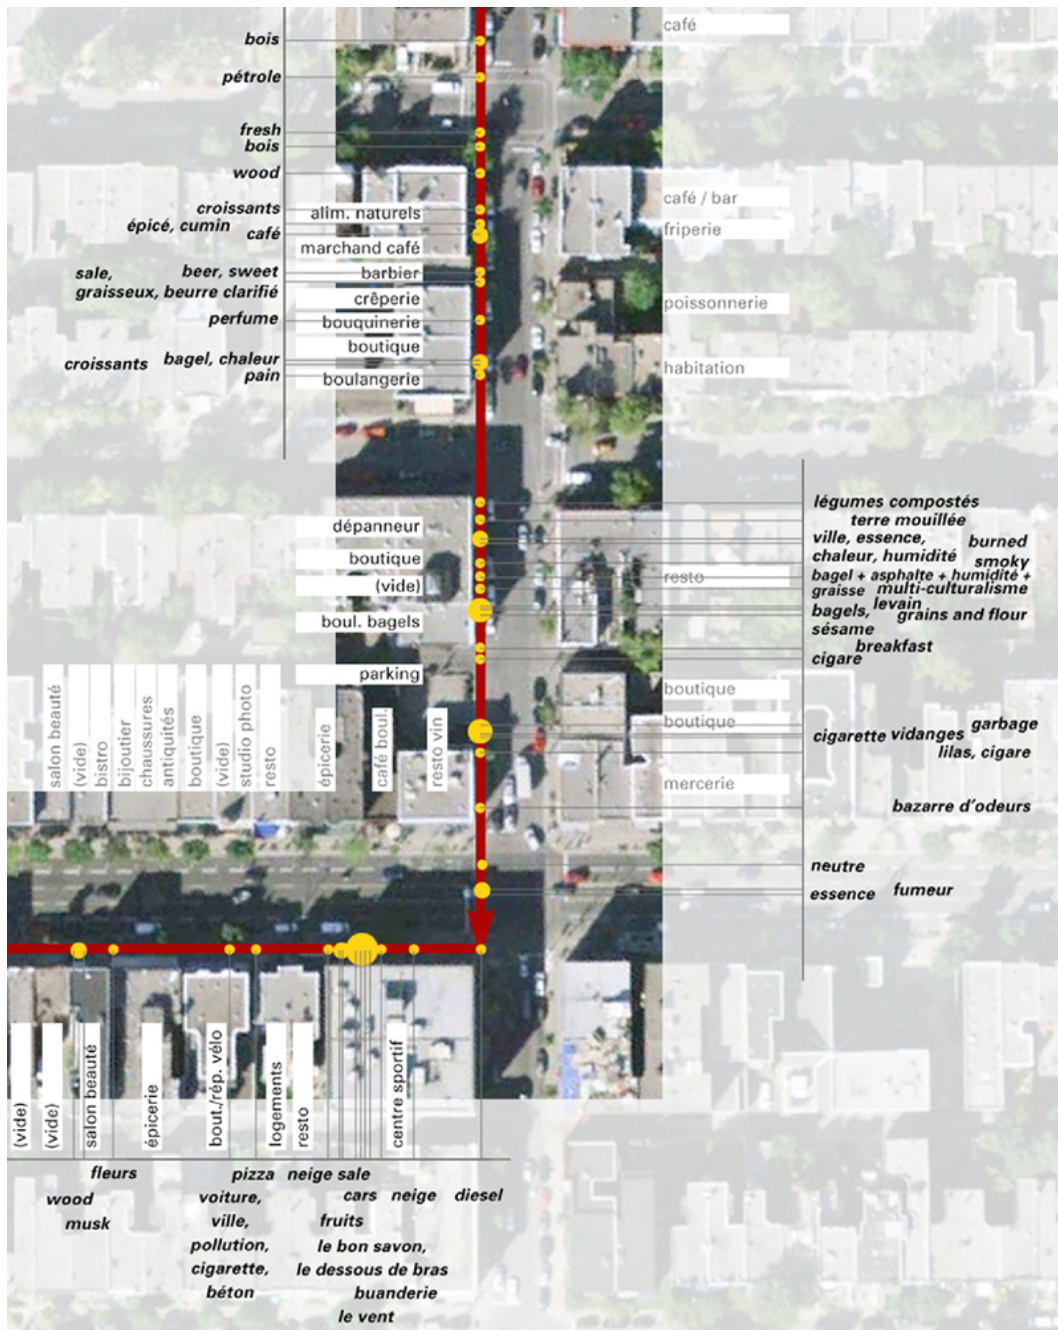 café
bois
pétrole
fresh
bois
wood
croissants
épicé, cumin
café
alim. naturels
marchand café
café / bar
friperie
sale,
beer, sweet
graisseux, beurre clarifié
barbier
crêperie
poissonnerie
perfume
bouquinerie
boutique
croissants
bagel, chaleur
pain
boulangerie
habitation
légumes compostés
terre mouillée
dépanneur
ville, essence,
burned
chaleur, humidité
smoky
boutique
(vide)
resto
bagel + asphalte + humidité +
graisse
multi-culturalisme
levain
bagels,
grains and flour
sésame
boul. bagels
breakfast
cigare
parking
boutique
boutique
garbage
cigarette
vidanges
lilas, cigare
mercerie
bazarre d'odeurs
salon beauté
(vide)
bistro
bijoutier
chaussures
antiquités
boutique
(vide)
studio photo
resto
épicerie
café boul.
resto vin
neutre
essence
fumeur
(vide)
(vide)
salon beauté
épicerie
bout./rép. vélo
logements
resto
centre sportif
fleurs
wood
musk
pizza
voiture,
ville,
pollution,
cigarette,
béton
neige sale
cars
neige
diesel
fruits
le bon savon,
le dessous de bras
buanderie
le vent